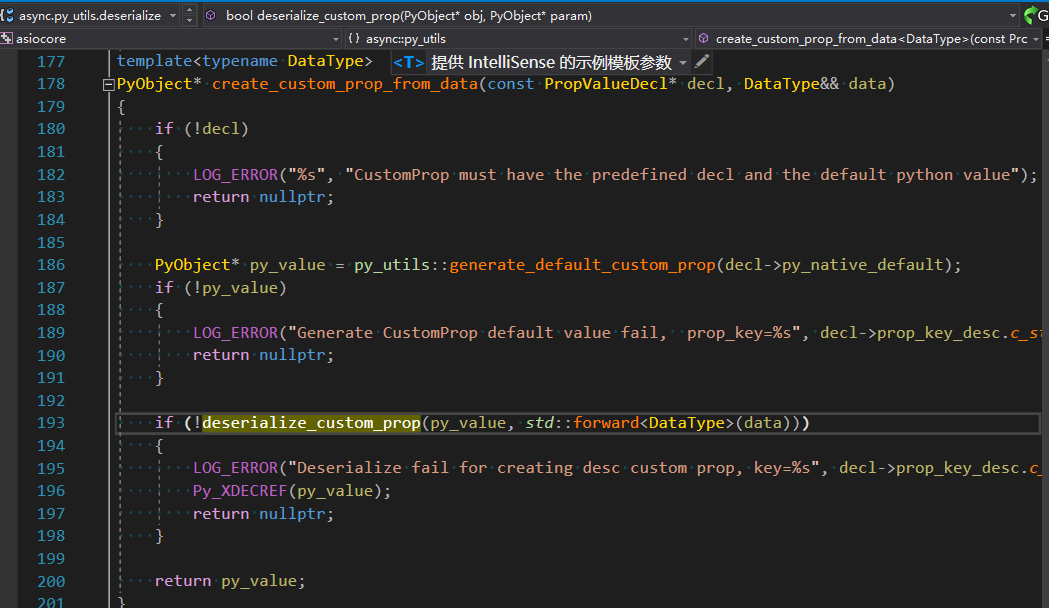 async.py_utils.deserialize bool deserialize_custom_prop(PyObject* obj, PyObject* param)
asiocore {} async::py_utils create_custom_prop_from_data<DataType>(const Prc
177 template<typename DataType> <T> 提供 IntelliSense 的示例模板参数
178 PyObject* create_custom_prop_from_data(const PropValueDecl* decl, DataType&& data)
179 {
180 if (!decl)
181 {
182 LOG_ERROR("%s", "CustomProp must have the predefined decl and the default python value");
183 return nullptr;
184 }
185
186 PyObject* py_value = py_utils::generate_default_custom_prop(decl->py_native_default);
187 if (!py_value)
188 {
189 LOG_ERROR("Generate CustomProp default value fail,  prop_key=%s", decl->prop_key_desc.c_st
190 return nullptr;
191 }
192
193 if (!deserialize_custom_prop(py_value, std::forward<DataType>(data)))
194 {
195 LOG_ERROR("Deserialize fail for creating desc custom prop, key=%s", decl->prop_key_desc.c_
196 Py_XDECREF(py_value);
197 return nullptr;
198 }
199
200 return py_value;
201 }